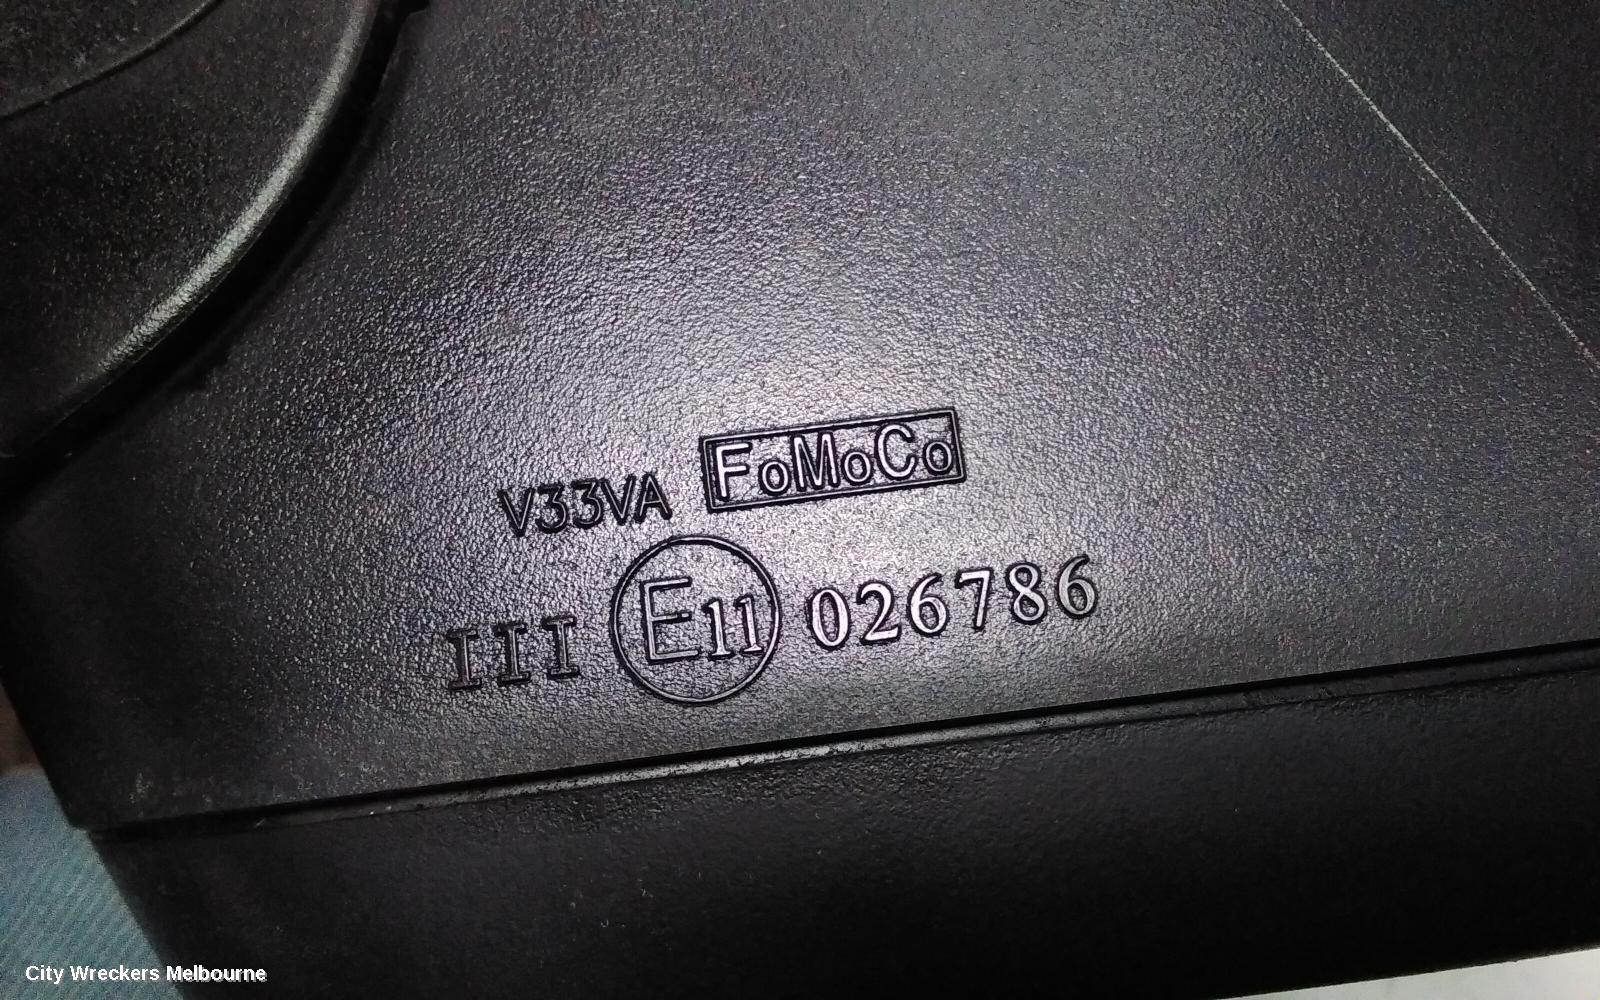 V33VA FoMoCo
III E11 026786
City Wreckers Melbourne